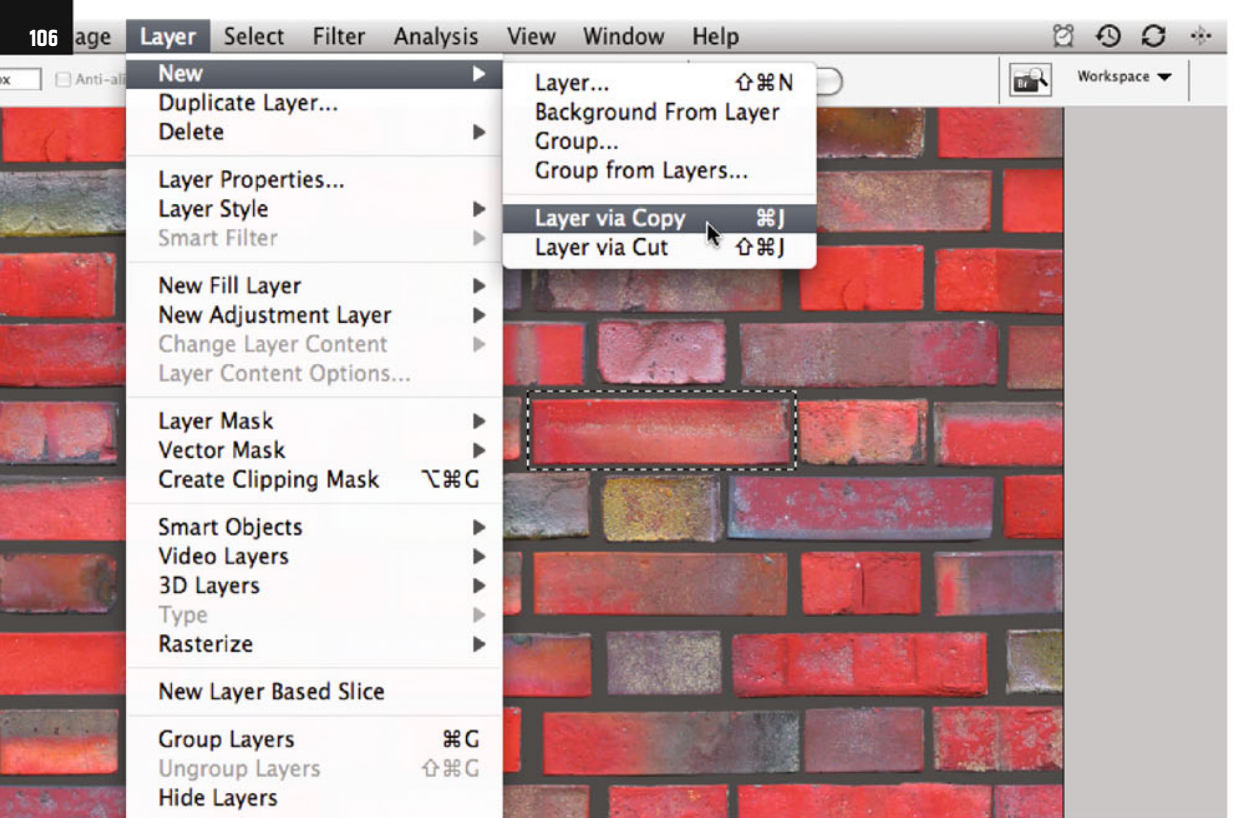 106
age Layer Select Filter Analysis View Window Help
Workspace
New
Duplicate Layer...
Delete
Layer Properties...
Layer Style
Smart Filter
New Fill Layer
New Adjustment Layer
Change Layer Content
Layer Content Options...
Layer Mask
Vector Mask
Create Clipping Mask ⌥⌘G
Smart Objects
Video Layers
3D Layers
Type
Rasterize
New Layer Based Slice
Group Layers ⌘G
Ungroup Layers ⇧⌘G
Hide Layers
Layer... ⇧⌘N
Background From Layer
Group...
Group from Layers...
Layer via Copy ⌘J
Layer via Cut ⇧⌘J